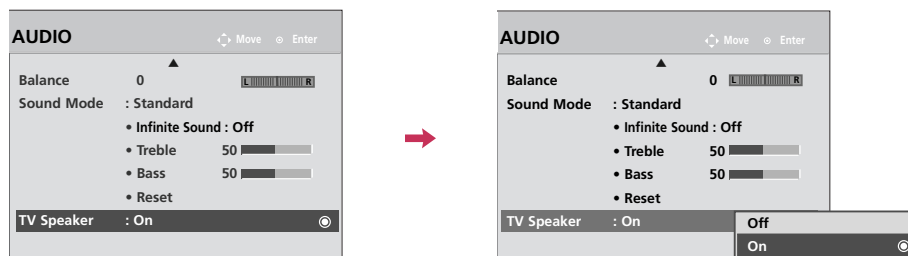 AUDIO
Move Enter
Balance 0 L R
Sound Mode : Standard
• Infinite Sound : Off
• Treble 50
• Bass 50
• Reset
TV Speaker : On
AUDIO
Move Enter
Balance 0 L R
Sound Mode : Standard
• Infinite Sound : Off
• Treble 50
• Bass 50
• Reset
TV Speaker : On
Off
On